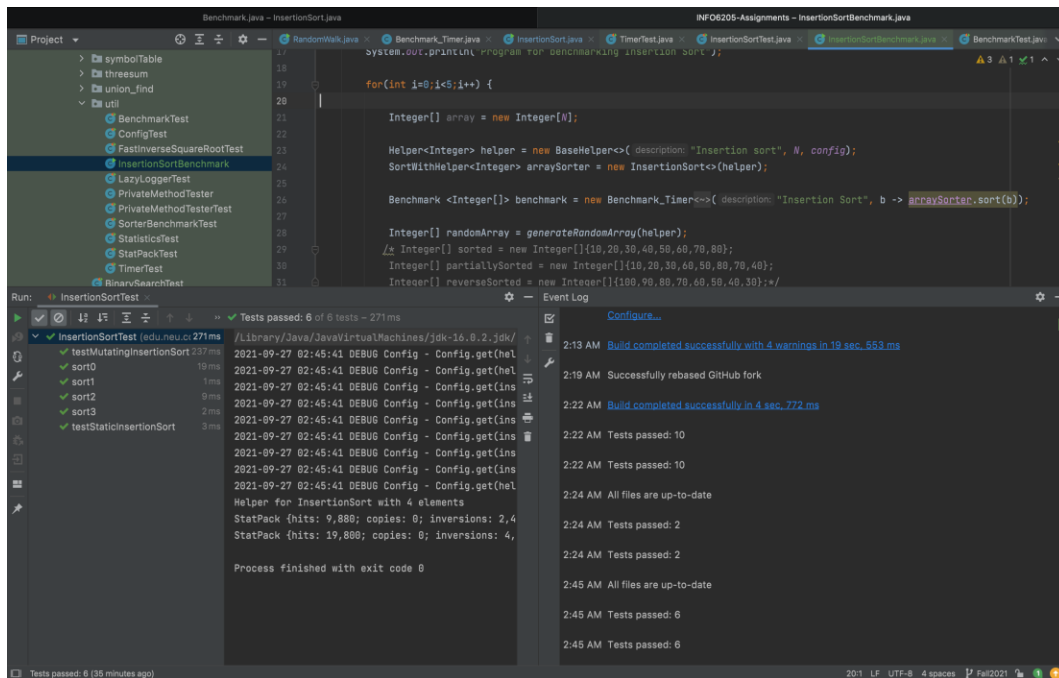 Benchmark.java – InsertionSort.java
INFO6205-Assignments – InsertionSortBenchmark.java
Project
RandomWalk.java
Benchmark_Timer.java
InsertionSort.java
TimerTest.java
InsertionSortTest.java
InsertionSortBenchmark.java
BenchmarkTest.java
symbolTable
threesum
union_find
util
BenchmarkTest
ConfigTest
FastInverseSquareRootTest
InsertionSortBenchmark
LazyLoggerTest
PrivateMethodTester
PrivateMethodTesterTest
SorterBenchmarkTest
StatisticsTest
StatPackTest
TimerTest
BinarySearchTest
17 System.out.println("Program for benchmarking Insertion Sort");
3 1 1
18
19 for(int i=0;i<5;i++) {
20
21 Integer[] array = new Integer[N];
22
23 Helper<Integer> helper = new BaseHelper<>( description: "Insertion sort", N, config);
24 SortWithHelper<Integer> arraySorter = new InsertionSort<>(helper);
25
26 Benchmark <Integer[]> benchmark = new Benchmark_Timer<~>( description: "Insertion Sort", b -> arraySorter.sort(b));
27
28 Integer[] randomArray = generateRandomArray(helper);
29 /* Integer[] sorted = new Integer[]{10,20,30,40,50,60,70,80};
30 Integer[] partiallySorted = new Integer[]{10,20,30,60,50,80,70,40};
31 Integer[] reverseSorted = new Integer[]{100,90,80,70,60,50,40,30};*/
Run: InsertionSortTest
Tests passed: 6 of 6 tests – 271 ms
InsertionSortTest (edu.neu.co 271 ms
testMutatingInsertionSort 237 ms
sort0 19 ms
sort1 1 ms
sort2 9 ms
sort3 2 ms
testStaticInsertionSort 3 ms
/Library/Java/JavaVirtualMachines/jdk-16.0.2.jdk/
2021-09-27 02:45:41 DEBUG Config - Config.get(hel
2021-09-27 02:45:41 DEBUG Config - Config.get(hel
2021-09-27 02:45:41 DEBUG Config - Config.get(ins
2021-09-27 02:45:41 DEBUG Config - Config.get(ins
2021-09-27 02:45:41 DEBUG Config - Config.get(ins
2021-09-27 02:45:41 DEBUG Config - Config.get(ins
2021-09-27 02:45:41 DEBUG Config - Config.get(ins
2021-09-27 02:45:41 DEBUG Config - Config.get(ins
2021-09-27 02:45:41 DEBUG Config - Config.get(hel
Helper for InsertionSort with 4 elements
StatPack {hits: 9,880; copies: 0; inversions: 2,4
StatPack {hits: 19,800; copies: 0; inversions: 4,
Process finished with exit code 0
Event Log
Configure...
2:13 AM Build completed successfully with 4 warnings in 19 sec, 553 ms
2:19 AM Successfully rebased GitHub fork
2:22 AM Build completed successfully in 4 sec, 772 ms
2:22 AM Tests passed: 10
2:22 AM Tests passed: 10
2:24 AM All files are up-to-date
2:24 AM Tests passed: 2
2:24 AM Tests passed: 2
2:45 AM All files are up-to-date
2:45 AM Tests passed: 6
2:45 AM Tests passed: 6
Tests passed: 6 (35 minutes ago)
20:1 LF UTF-8 4 spaces Fall2021